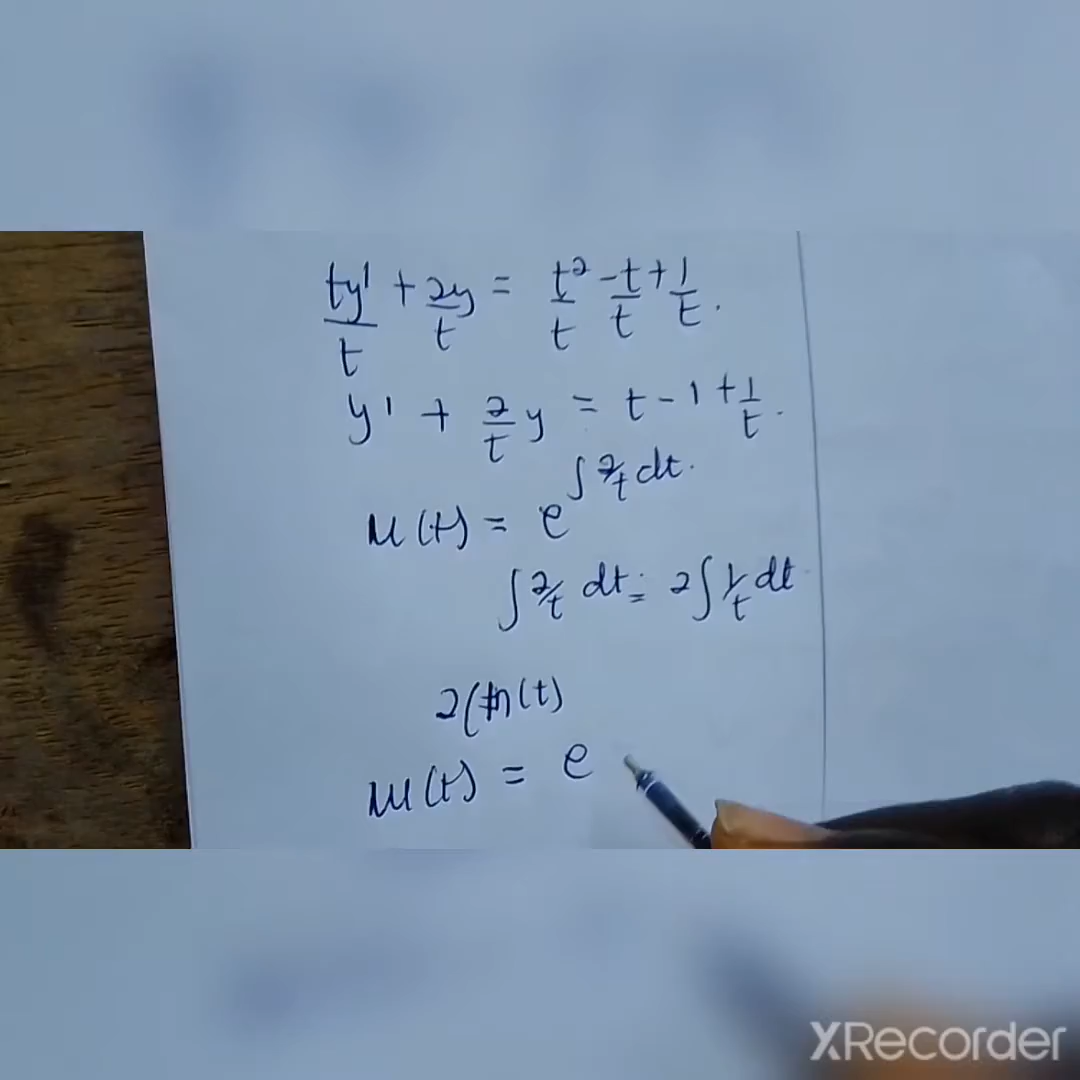 ty'/t + 2y/t = t²/t - t/t + 1/t.
y' + 2/t y = t - 1 + 1/t.
μ(t) = e^∫2/t dt.
∫2/t dt = 2∫1/t dt
2(ln(t)
μ(t) = e
XRecorder